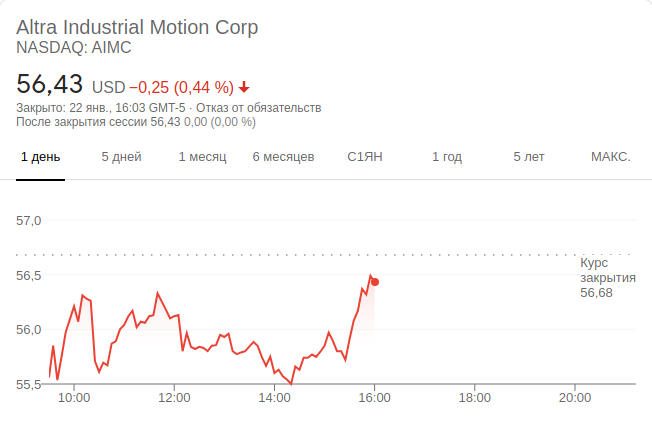 Altra Industrial Motion Corp
NASDAQ: AIMC
56,43 USD −0,25 (0,44 %)
Закрыто: 22 янв., 16:03 GMT-5 · Отказ от обязательств
После закрытия сессии 56,43 0,00 (0,00 %)
1 день 5 дней 1 месяц 6 месяцев С1ЯН 1 год 5 лет МАКС.
57,0
Курс
закрытия
56,68
56,5
56,0
55,5
10:00 12:00 14:00 16:00 18:00 20:00